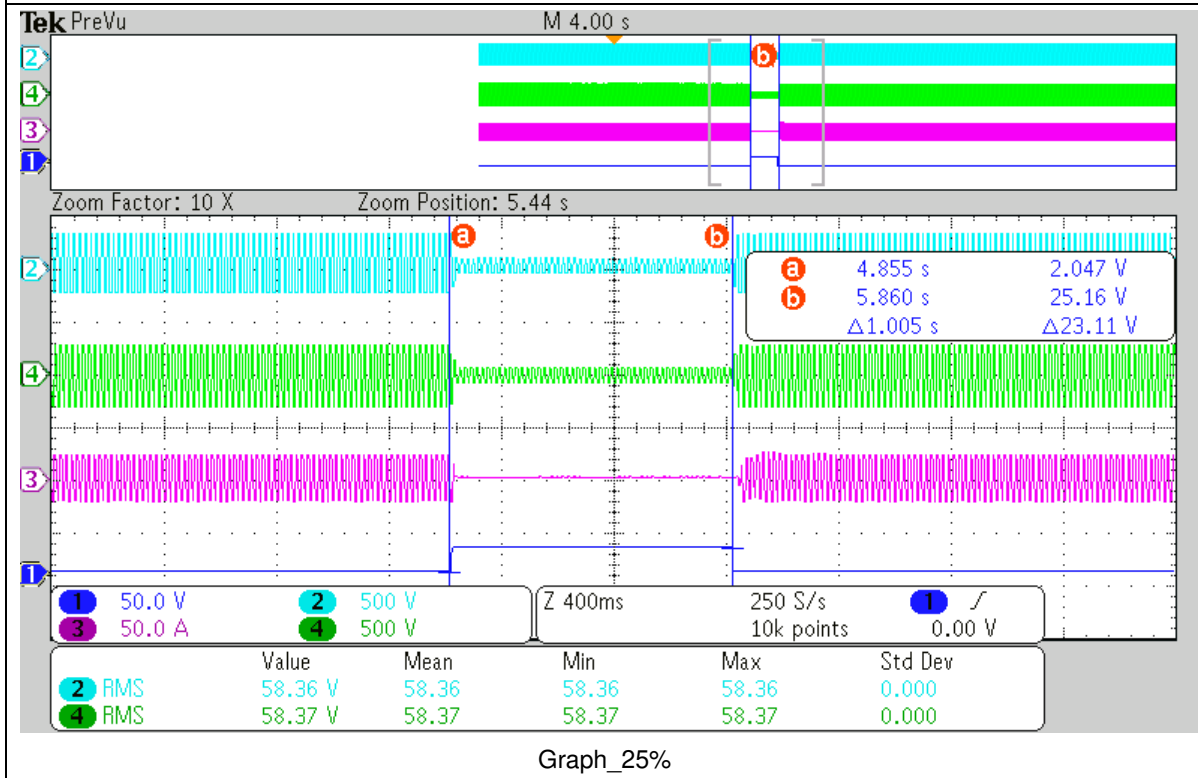 Tek PreVu M 4.00 s
b
2
4
3
1
Zoom Factor: 10 X Zoom Position: 5.44 s
a b
2
a 4.855 s 2.047 V
b 5.860 s 25.16 V
Δ1.005 s Δ23.11 V
4
3
1
1 50.0 V 2 500 V Z 400ms 250 S/s 1
3 50.0 A 4 500 V 10k points 0.00 V
Value Mean Min Max Std Dev
2 RMS 58.36 V 58.36 58.36 58.36 0.000
4 RMS 58.37 V 58.37 58.37 58.37 0.000
Graph_25%